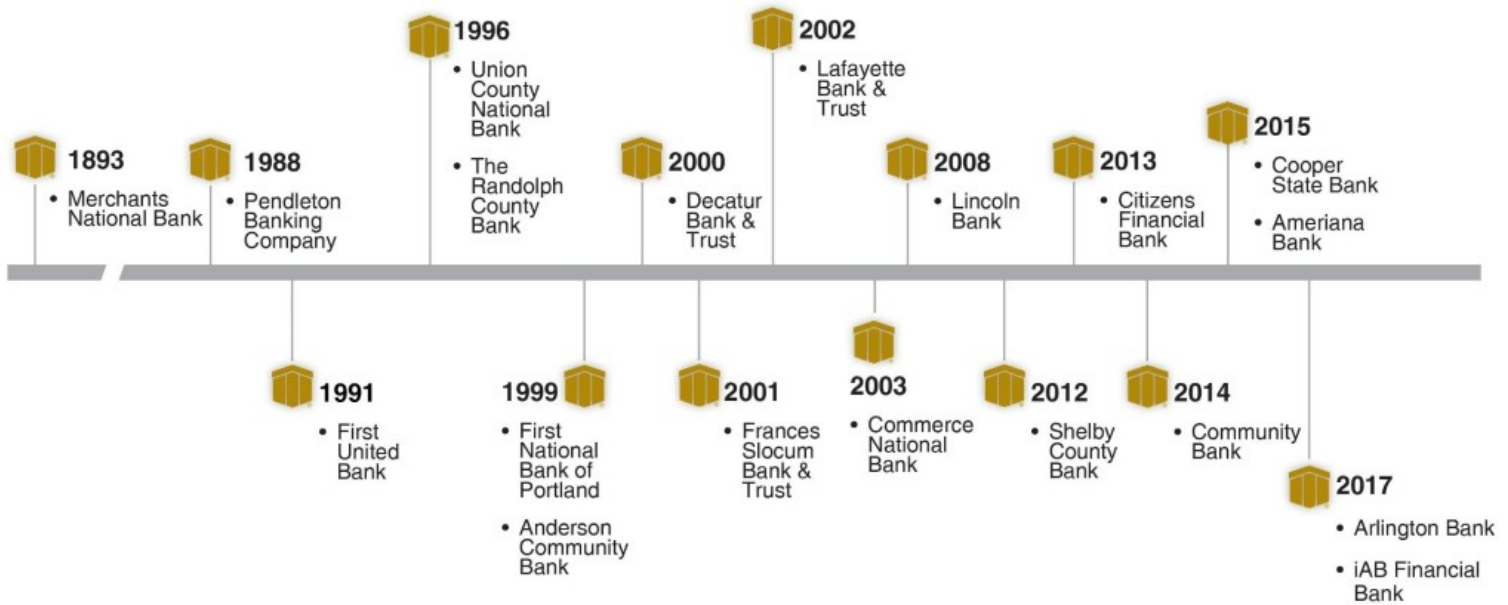 1893
• Merchants
National Bank
1988
• Pendleton
Banking
Company
1991
• First
United
Bank
1996
• Union
County
National
Bank
• The
Randolph
County
Bank
1999
• First
National
Bank of
Portland
• Anderson
Community
Bank
2000
• Decatur
Bank &
Trust
2001
• Frances
Slocum
Bank &
Trust
2002
• Lafayette
Bank &
Trust
2003
• Commerce
National
Bank
2008
• Lincoln
Bank
2012
• Shelby
County
Bank
2013
• Citizens
Financial
Bank
2014
• Community
Bank
2015
• Cooper
State Bank
• Ameriana
Bank
2017
• Arlington Bank
• iAB Financial
Bank